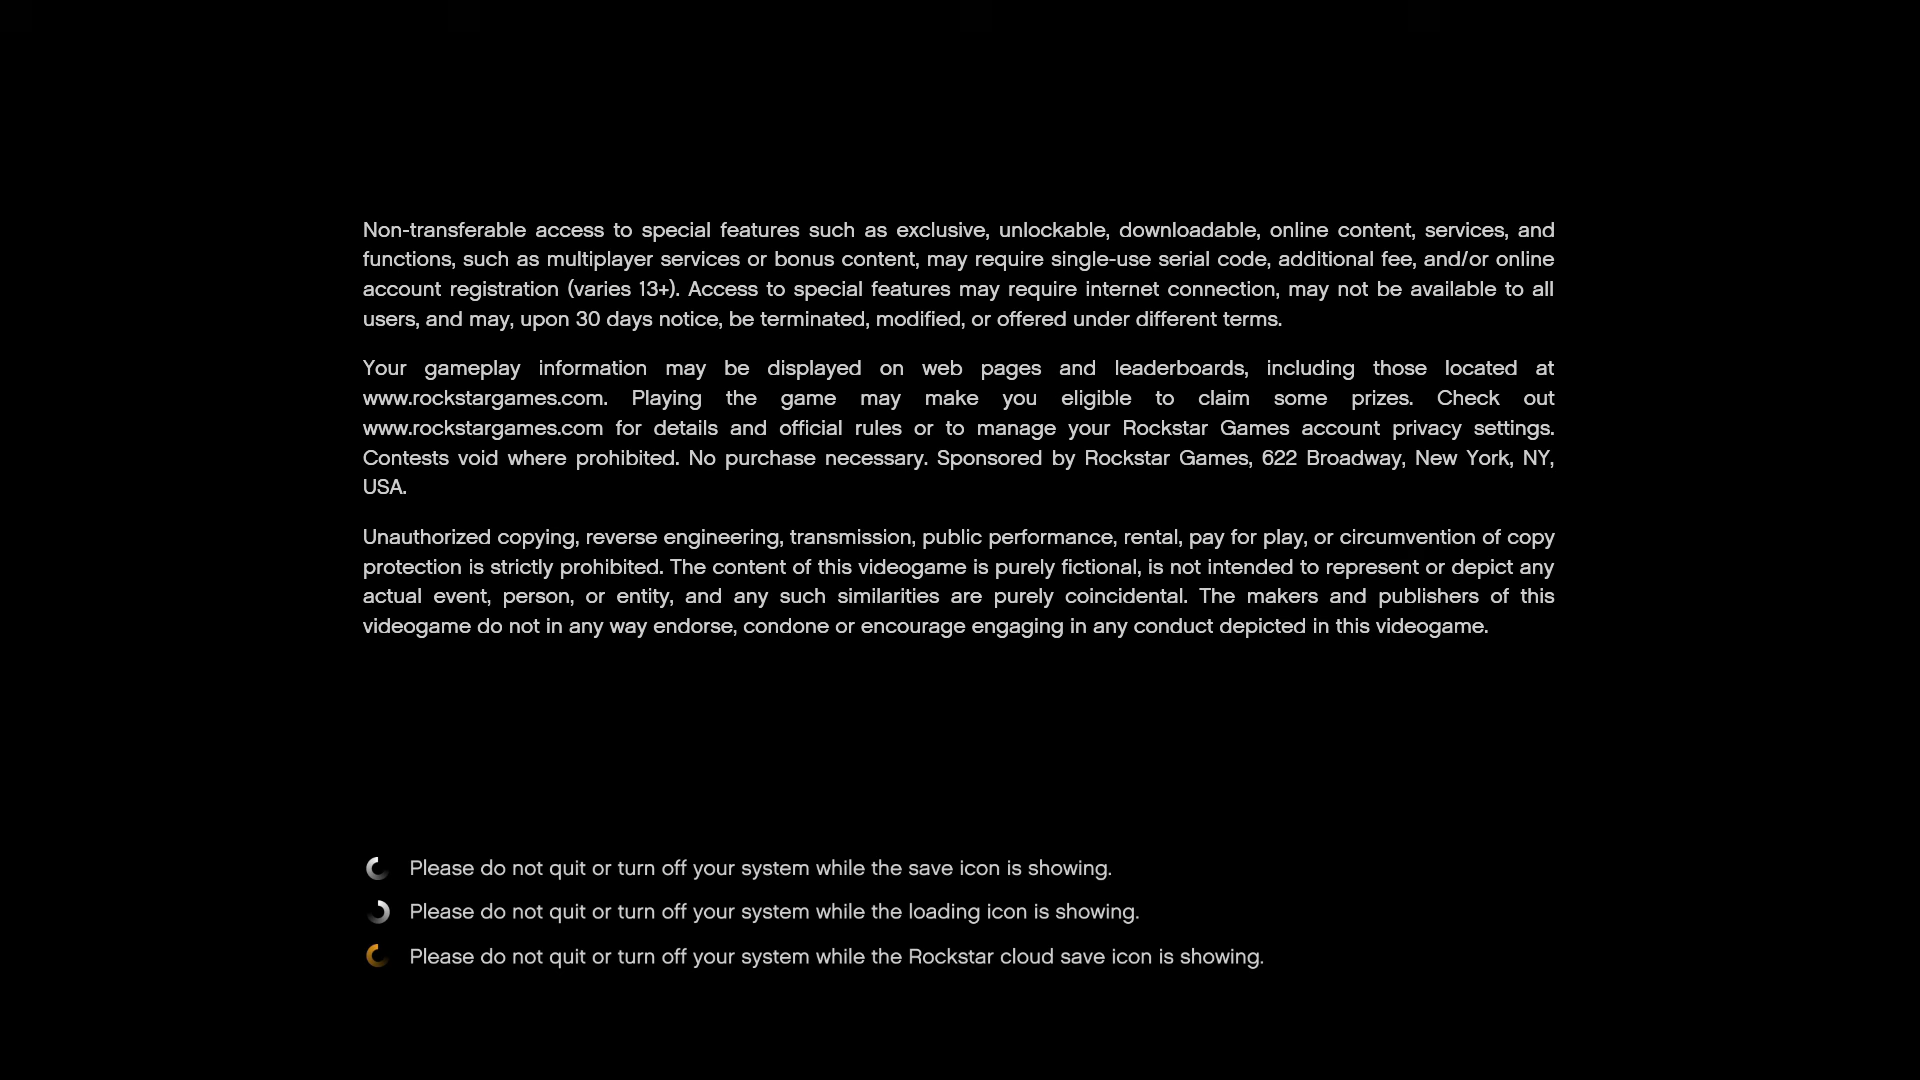 Non-transferable access to special features such as exclusive, unlockable, downloadable, online content, services, and
functions, such as multiplayer services or bonus content, may require single-use serial code, additional fee, and/or online
account registration (varies 13+). Access to special features may require internet connection, may not be available to all
users, and may, upon 30 days notice, be terminated, modified, or offered under different terms.
Your gameplay information may be displayed on web pages and leaderboards, including those located at
www.rockstargames.com. Playing the game may make you eligible to claim some prizes. Check out
www.rockstargames.com for details and official rules or to manage your Rockstar Games account privacy settings.
Contests void where prohibited. No purchase necessary. Sponsored by Rockstar Games, 622 Broadway, New York, NY,
USA.
Unauthorized copying, reverse engineering, transmission, public performance, rental, pay for play, or circumvention of copy
protection is strictly prohibited. The content of this videogame is purely fictional, is not intended to represent or depict any
actual event, person, or entity, and any such similarities are purely coincidental. The makers and publishers of this
videogame do not in any way endorse, condone or encourage engaging in any conduct depicted in this videogame.
Please do not quit or turn off your system while the save icon is showing.
Please do not quit or turn off your system while the loading icon is showing.
Please do not quit or turn off your system while the Rockstar cloud save icon is showing.